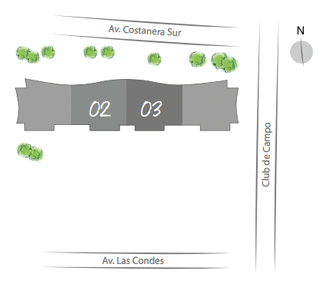 Av. Costanera Sur
N
02 03
Club de Campo
Av. Las Condes